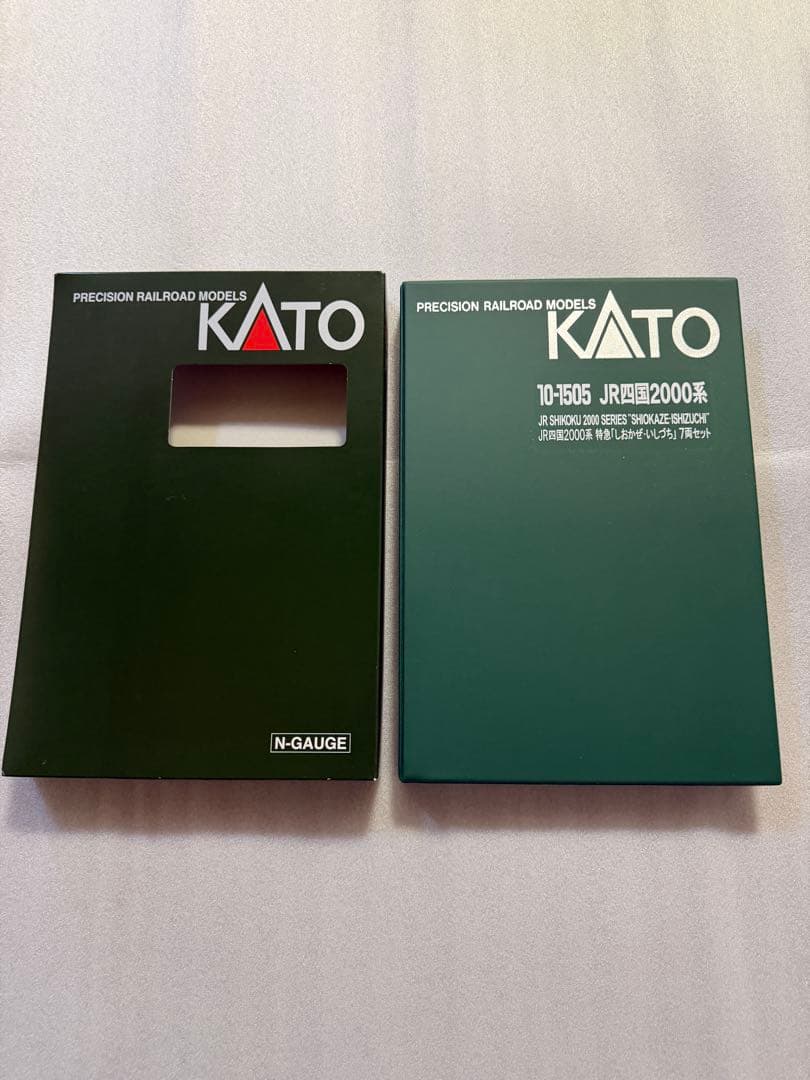 PRECISION RAILROAD MODELS
KATO
N-GAUGE
PRECISION RAILROAD MODELS
KATO
10-1505 JR四国2000系
JR SHIKOKU 2000 SERIES "SHIOKAZE・ISHIZUCHI"
JR四国2000系 特急「しおかぜ・いしづち」7両セット